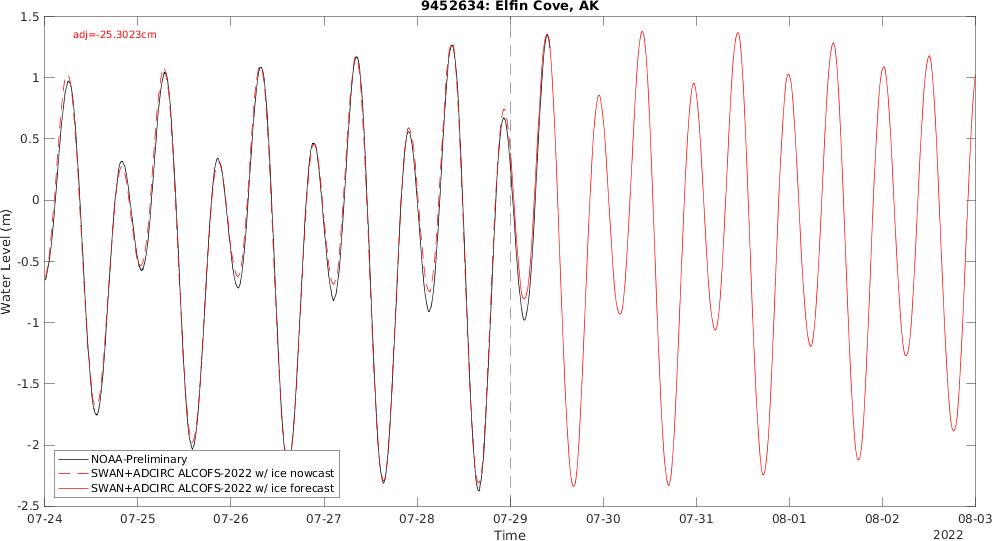 9452634: Elfin Cove, AK
adj=-25.3023cm
1.5
1
0.5
0
-0.5
-1
-1.5
-2
-2.5
Water Level (m)
NOAA-Preliminary
SWAN+ADCIRC ALCOFS-2022 w/ ice nowcast
SWAN+ADCIRC ALCOFS-2022 w/ ice forecast
07-24 07-25 07-26 07-27 07-28 07-29 07-30 07-31 08-01 08-02 08-03
Time
2022